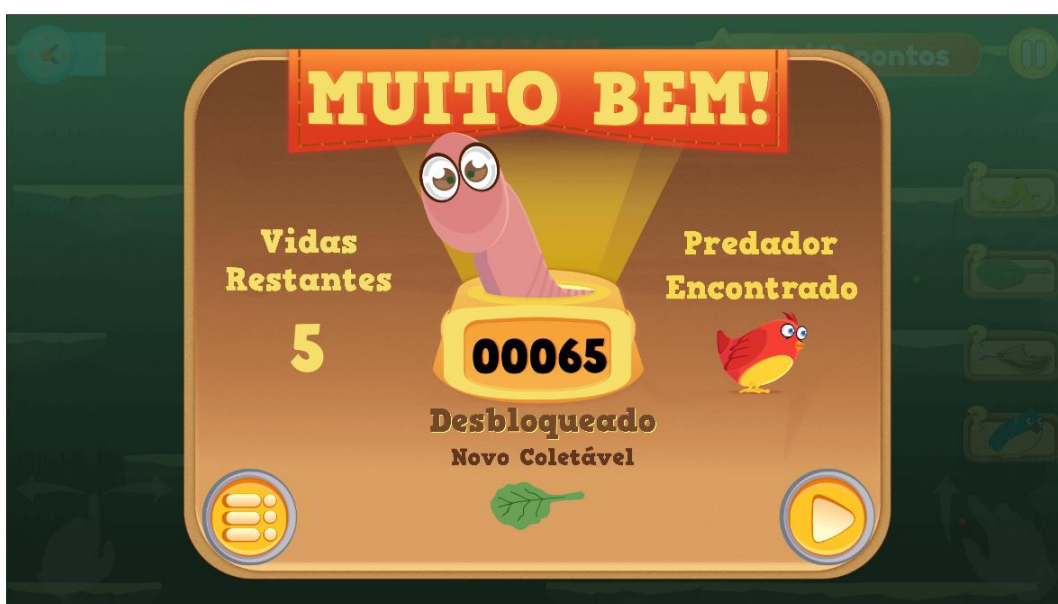 MUITO BEM!
pontos
Vidas
Restantes
5
Predador
Encontrado
00065
Desbloqueado
Novo Coletável